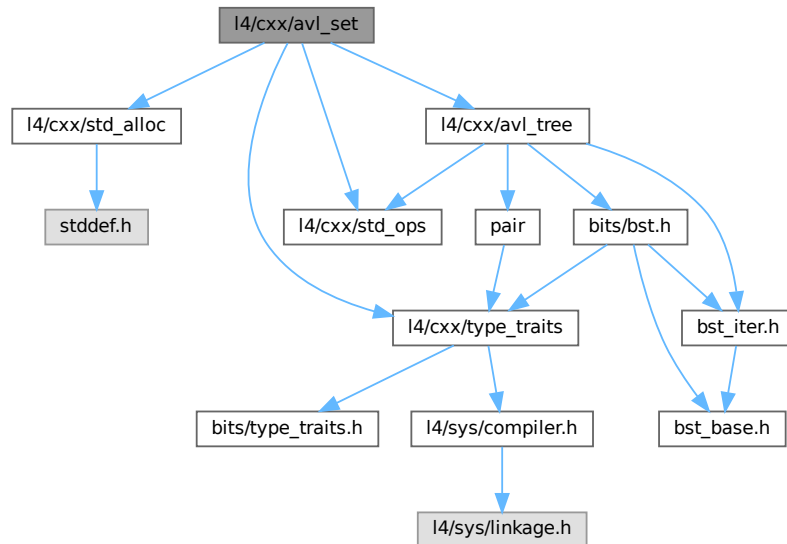 l4/cxx/avl_set
l4/cxx/std_alloc
l4/cxx/avl_tree
stddef.h
l4/cxx/std_ops
pair
bits/bst.h
l4/cxx/type_traits
bst_iter.h
bits/type_traits.h
l4/sys/compiler.h
bst_base.h
l4/sys/linkage.h